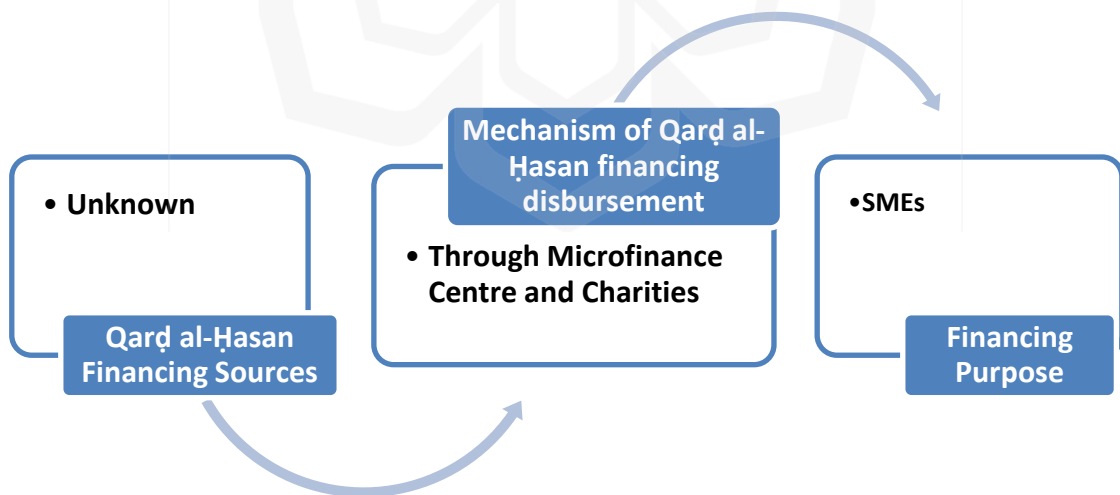 • Unknown
Qarḍ al-Ḥasan
Financing Sources
Mechanism of Qarḍ al-
Ḥasan financing
disbursement
• Through Microfinance
Centre and Charities
•SMEs
Financing
Purpose